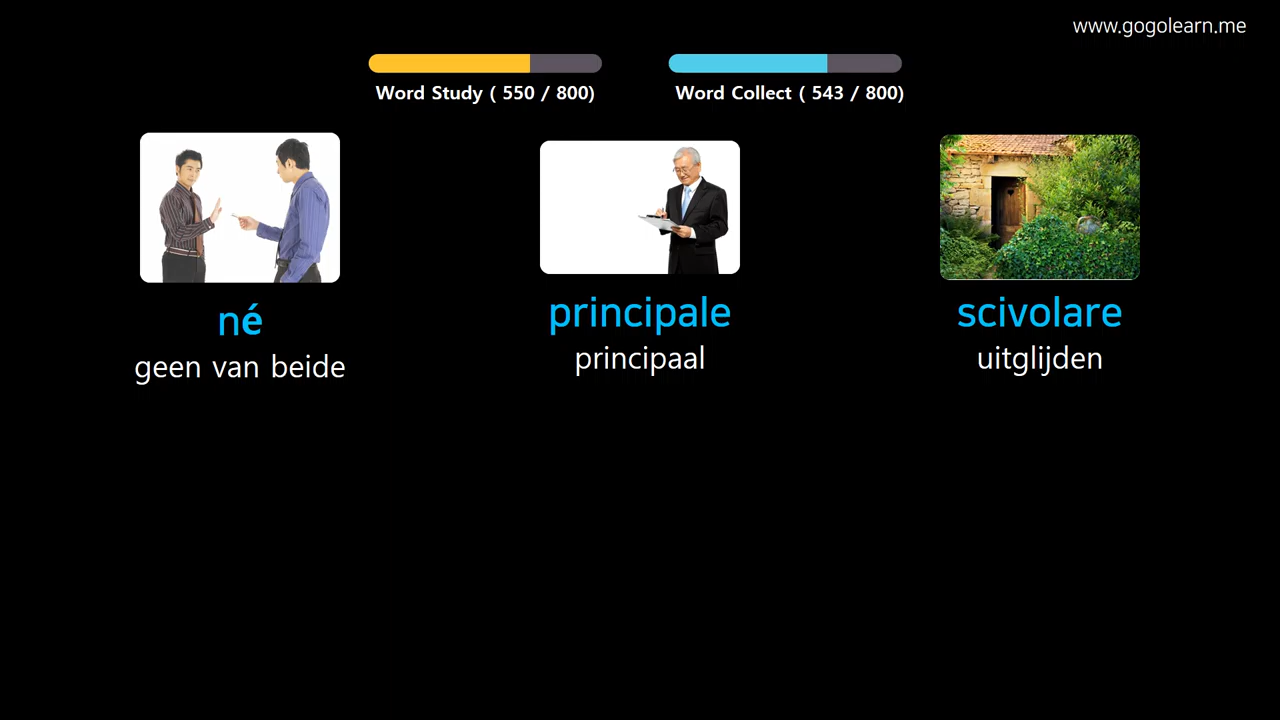 www.gogolearn.me
Word Study ( 550 / 800)
Word Collect ( 543 / 800)
né
geen van beide
principale
principaal
scivolare
uitglijden